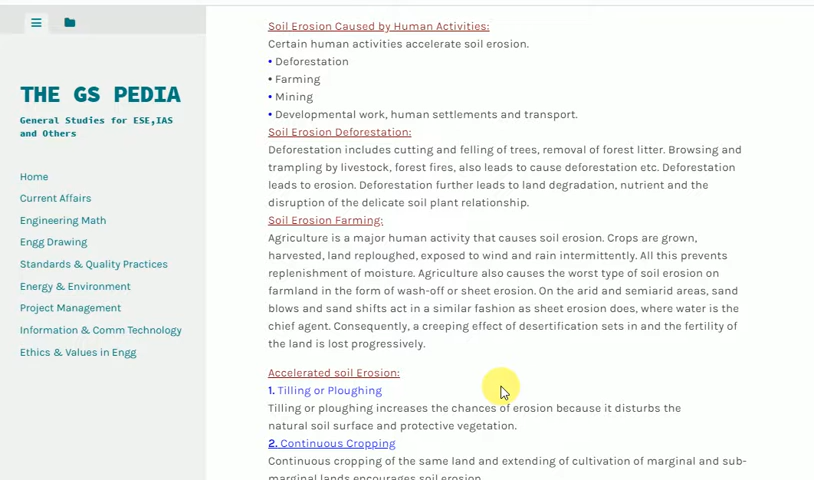 THE GS PEDIA
General Studies for ESE,IAS
and Others
Home
Current Affairs
Engineering Math
Engg Drawing
Standards & Quality Practices
Energy & Environment
Project Management
Information & Comm Technology
Ethics & Values in Engg
Soil Erosion Caused by Human Activities:
Certain human activities accelerate soil erosion.
• Deforestation
• Farming
• Mining
• Developmental work, human settlements and transport.
Soil Erosion Deforestation:
Deforestation includes cutting and felling of trees, removal of forest litter. Browsing and
trampling by livestock, forest fires, also leads to cause deforestation etc. Deforestation
leads to erosion. Deforestation further leads to land degradation, nutrient and the
disruption of the delicate soil plant relationship.
Soil Erosion Farming:
Agriculture is a major human activity that causes soil erosion. Crops are grown,
harvested, land reploughed, exposed to wind and rain intermittently. All this prevents
replenishment of moisture. Agriculture also causes the worst type of soil erosion on
farmland in the form of wash-off or sheet erosion. On the arid and semiarid areas, sand
blows and sand shifts act in a similar fashion as sheet erosion does, where water is the
chief agent. Consequently, a creeping effect of desertification sets in and the fertility of
the land is lost progressively.
Accelerated soil Erosion:
1. Tilling or Ploughing
Tilling or ploughing increases the chances of erosion because it disturbs the
natural soil surface and protective vegetation.
2. Continuous Cropping
Continuous cropping of the same land and extending of cultivation of marginal and sub-
marginal lands encourages soil erosion.